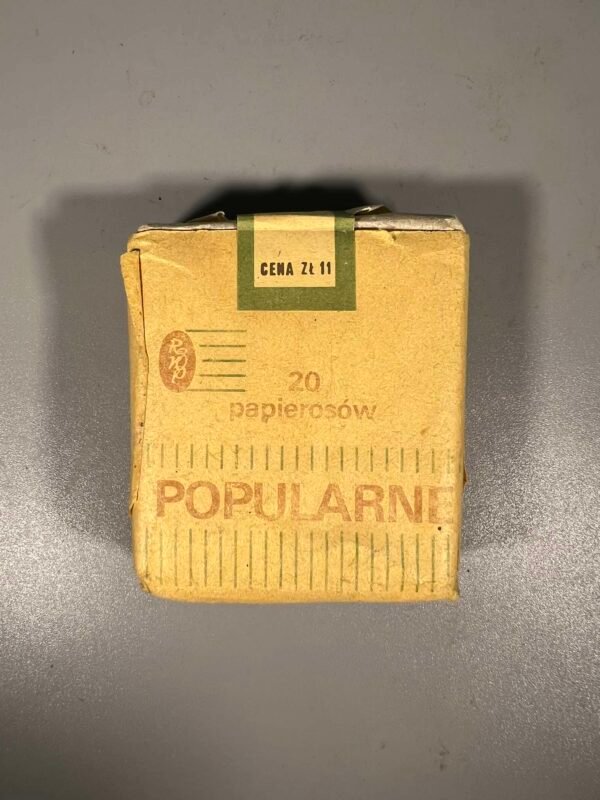 CENA ZŁ 11
20
papierosów
POPULARNE